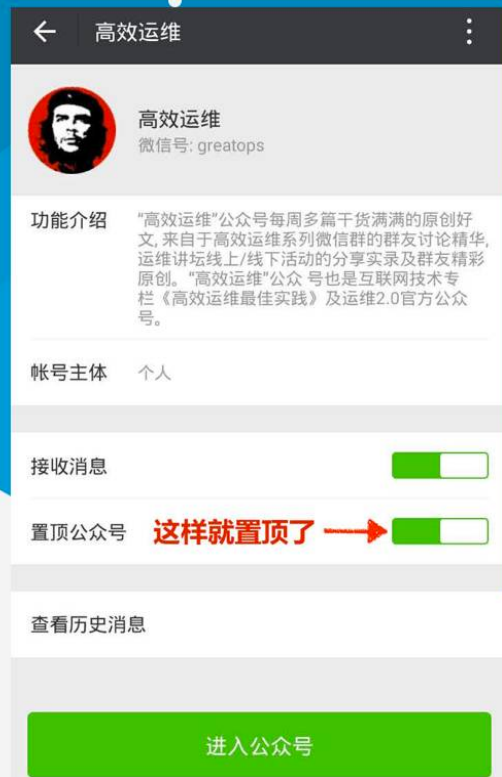 高效运维
高效运维
微信号: greatops
功能介绍
“高效运维”公众号每周多篇干货满满的原创好
文, 来自于高效运维系列微信群的群友讨论精华,
运维讲坛线上/线下活动的分享实录及群友精彩
原创。“高效运维”公众 号也是互联网技术专
栏《高效运维最佳实践》及运维2.0官方公众
号。
帐号主体 个人
接收消息
置顶公众号 这样就置顶了
查看历史消息
进入公众号